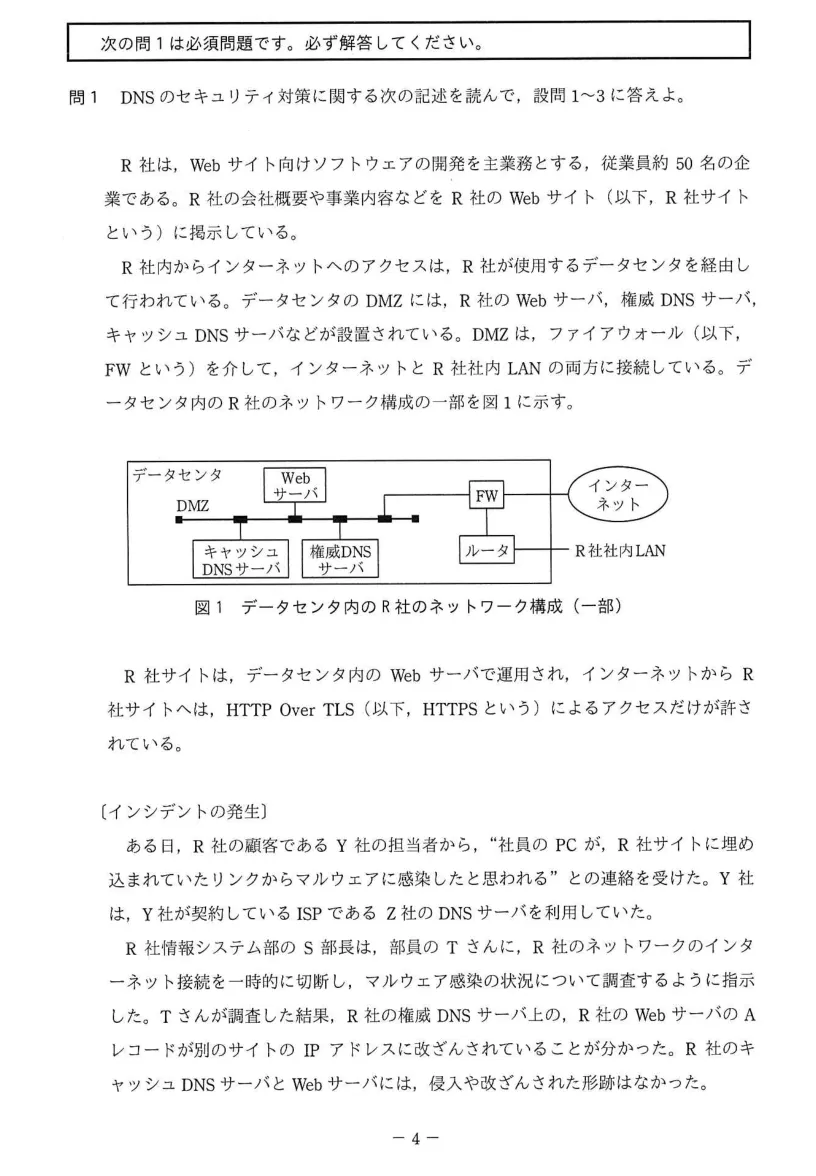 次の問1は必須問題です。必ず解答してください。
問1 DNSのセキュリティ対策に関する次の記述を読んで，設問1～3に答えよ。
R社は，Webサイト向けソフトウェアの開発を主業務とする，従業員約50名の企
業である。R社の会社概要や事業内容などをR社のWebサイト（以下，R社サイト
という）に掲示している。
R社内からインターネットへのアクセスは，R社が使用するデータセンタを経由し
て行われている。データセンタのDMZには，R社のWebサーバ，権威DNSサーバ，
キャッシュDNSサーバなどが設置されている。DMZは，ファイアウォール（以下，
FWという）を介して，インターネットとR社社内LANの両方に接続している。デ
ータセンタ内のR社のネットワーク構成の一部を図1に示す。
データセンタ
Web
サーバ
DMZ
FW
インター
ネット
キャッシュ
DNSサーバ
権威DNS
サーバ
ルータ
R社社内LAN
図1 データセンタ内のR社のネットワーク構成（一部）
R社サイトは，データセンタ内のWebサーバで運用され，インターネットからR
社サイトへは，HTTP Over TLS（以下，HTTPSという）によるアクセスだけが許さ
れている。
〔インシデントの発生〕
ある日，R社の顧客であるY社の担当者から，“社員のPCが，R社サイトに埋め
込まれていたリンクからマルウェアに感染したと思われる”との連絡を受けた。Y社
は，Y社が契約しているISPであるZ社のDNSサーバを利用していた。
R社情報システム部のS部長は，部員のTさんに，R社のネットワークのインタ
ーネット接続を一時的に切断し，マルウェア感染の状況について調査するように指示
した。Tさんが調査した結果，R社の権威DNSサーバ上の，R社のWebサーバのA
レコードが別のサイトのIPアドレスに改ざんされていることが分かった。R社のキ
ャッシュDNSサーバとWebサーバには，侵入や改ざんされた形跡はなかった。
－4－